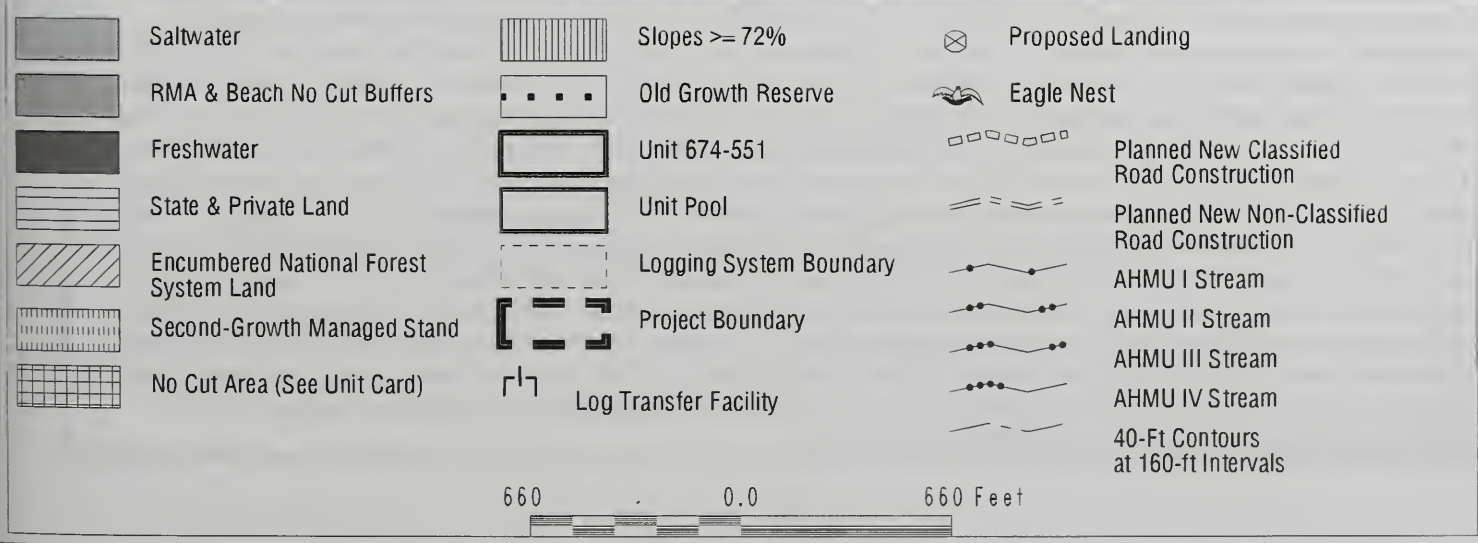 Saltwater
RMA & Beach No Cut Buffers
Freshwater
State & Private Land
Encumbered National Forest
System Land
Second-Growth Managed Stand
No Cut Area (See Unit Card)
Slopes >= 72%
Old Growth Reserve
Unit 674-551
Unit Pool
Logging System Boundary
Project Boundary
Log Transfer Facility
Proposed Landing
Eagle Nest
Planned New Classified
Road Construction
Planned New Non-Classified
Road Construction
AHMU I Stream
AHMU II Stream
AHMU III Stream
AHMU IV Stream
40-Ft Contours
at 160-ft Intervals
660 0.0 660 Feet